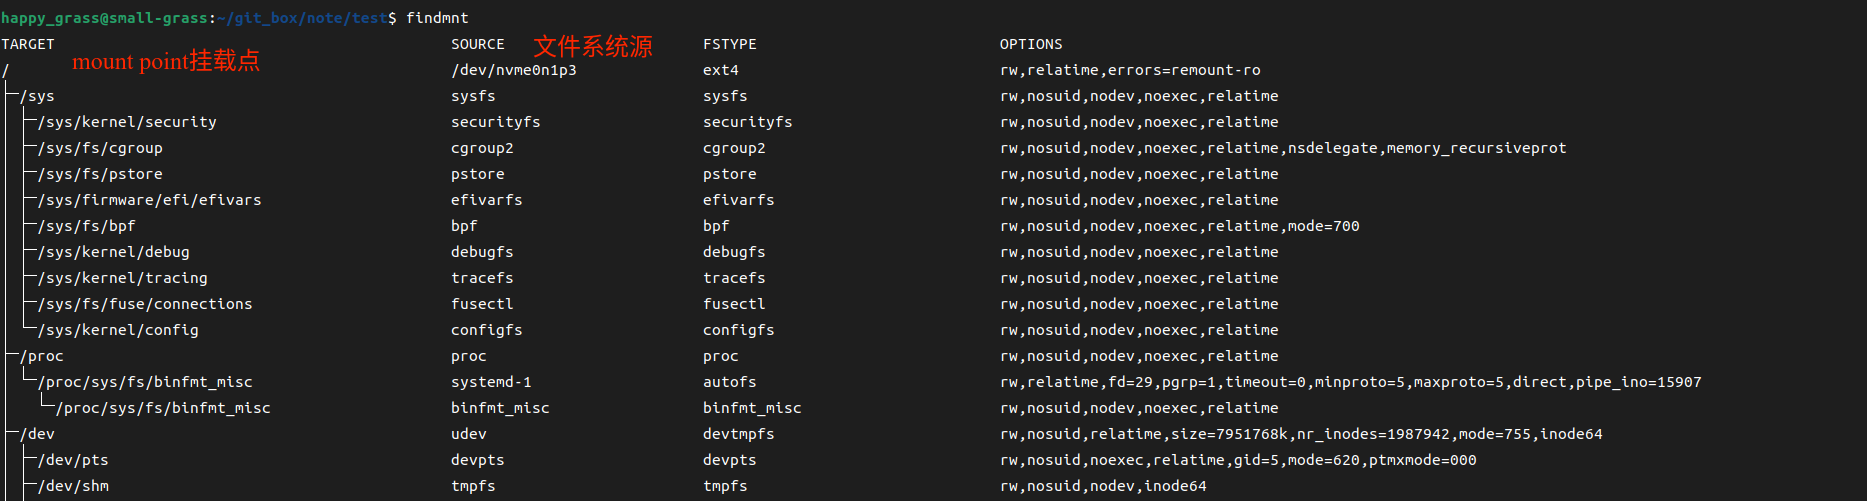 happy_grass@small-grass:~/git_box/note/test$ findmnt
TARGET SOURCE 文件系统源 FSTYPE OPTIONS
mount point挂载点
/ /dev/nvme0n1p3 ext4 rw,relatime,errors=remount-ro
/sys sysfs sysfs rw,nosuid,nodev,noexec,relatime
/sys/kernel/security securityfs securityfs rw,nosuid,nodev,noexec,relatime
/sys/fs/cgroup cgroup2 cgroup2 rw,nosuid,nodev,noexec,relatime,nsdelegate,memory_recursiveprot
/sys/fs/pstore pstore pstore rw,nosuid,nodev,noexec,relatime
/sys/firmware/efi/efivars efivarfs efivarfs rw,nosuid,nodev,noexec,relatime
/sys/fs/bpf bpf bpf rw,nosuid,nodev,noexec,relatime,mode=700
/sys/kernel/debug debugfs debugfs rw,nosuid,nodev,noexec,relatime
/sys/kernel/tracing tracefs tracefs rw,nosuid,nodev,noexec,relatime
/sys/fs/fuse/connections fusectl fusectl rw,nosuid,nodev,noexec,relatime
/sys/kernel/config configfs configfs rw,nosuid,nodev,noexec,relatime
/proc proc proc rw,nosuid,nodev,noexec,relatime
/proc/sys/fs/binfmt_misc systemd-1 autofs rw,relatime,fd=29,pgrp=1,timeout=0,minproto=5,maxproto=5,direct,pipe_ino=15907
/proc/sys/fs/binfmt_misc binfmt_misc binfmt_misc rw,nosuid,nodev,noexec,relatime
/dev udev devtmpfs rw,nosuid,relatime,size=7951768k,nr_inodes=1987942,mode=755,inode64
/dev/pts devpts devpts rw,nosuid,noexec,relatime,gid=5,mode=620,ptmxmode=000
/dev/shm tmpfs tmpfs rw,nosuid,nodev,inode64